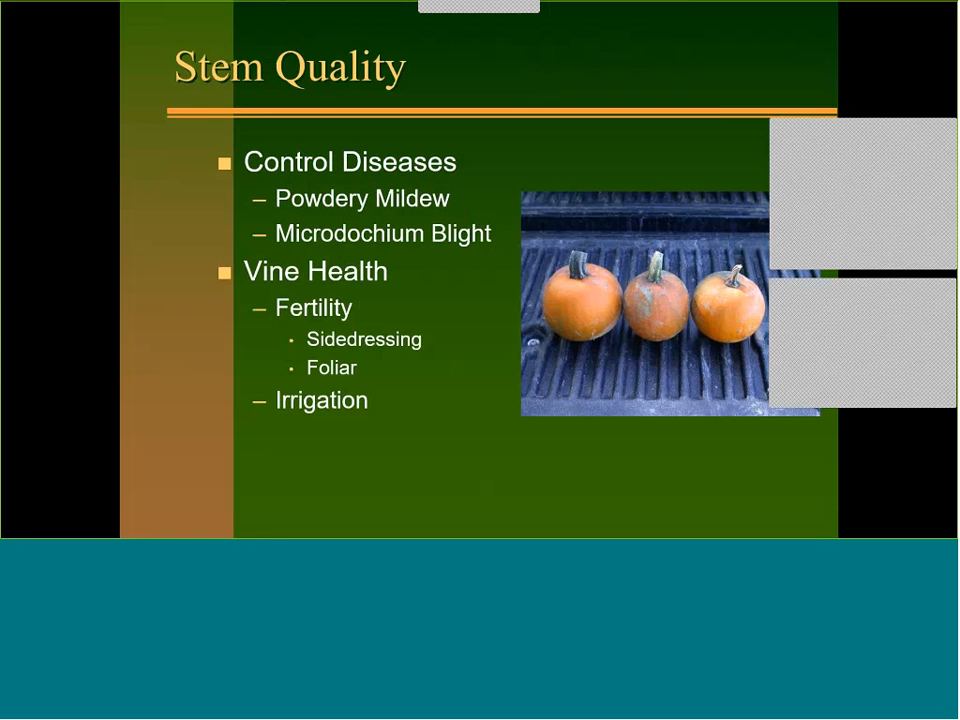 Stem Quality
Control Diseases
– Powdery Mildew
– Microdochium Blight
Vine Health
– Fertility
• Sidedressing
• Foliar
– Irrigation